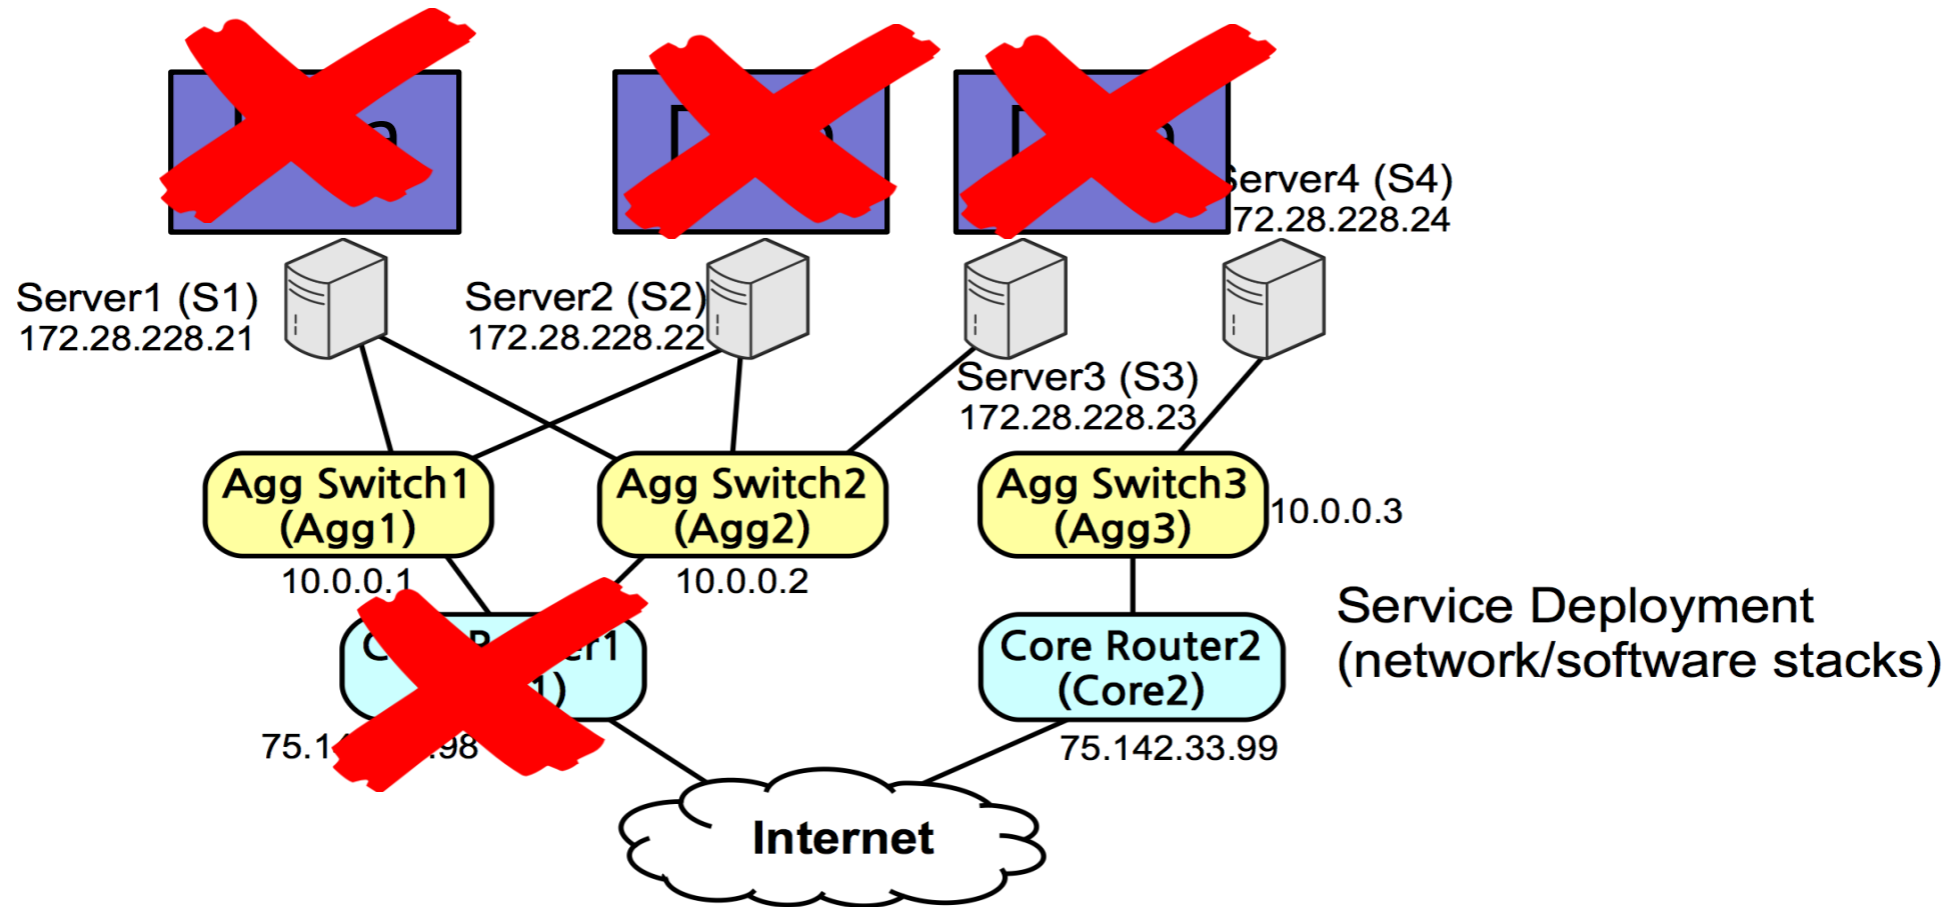 Server4 (S4)
72.28.228.24
Server1 (S1)
172.28.228.21
Server2 (S2)
172.28.228.22
Server3 (S3)
172.28.228.23
Agg Switch1
(Agg1)
Agg Switch2
(Agg2)
Agg Switch3
(Agg3)
10.0.0.3
10.0.0.1
10.0.0.2
Service Deployment
(network/software stacks)
Core Router2
(Core2)
75.142.33.99
Internet